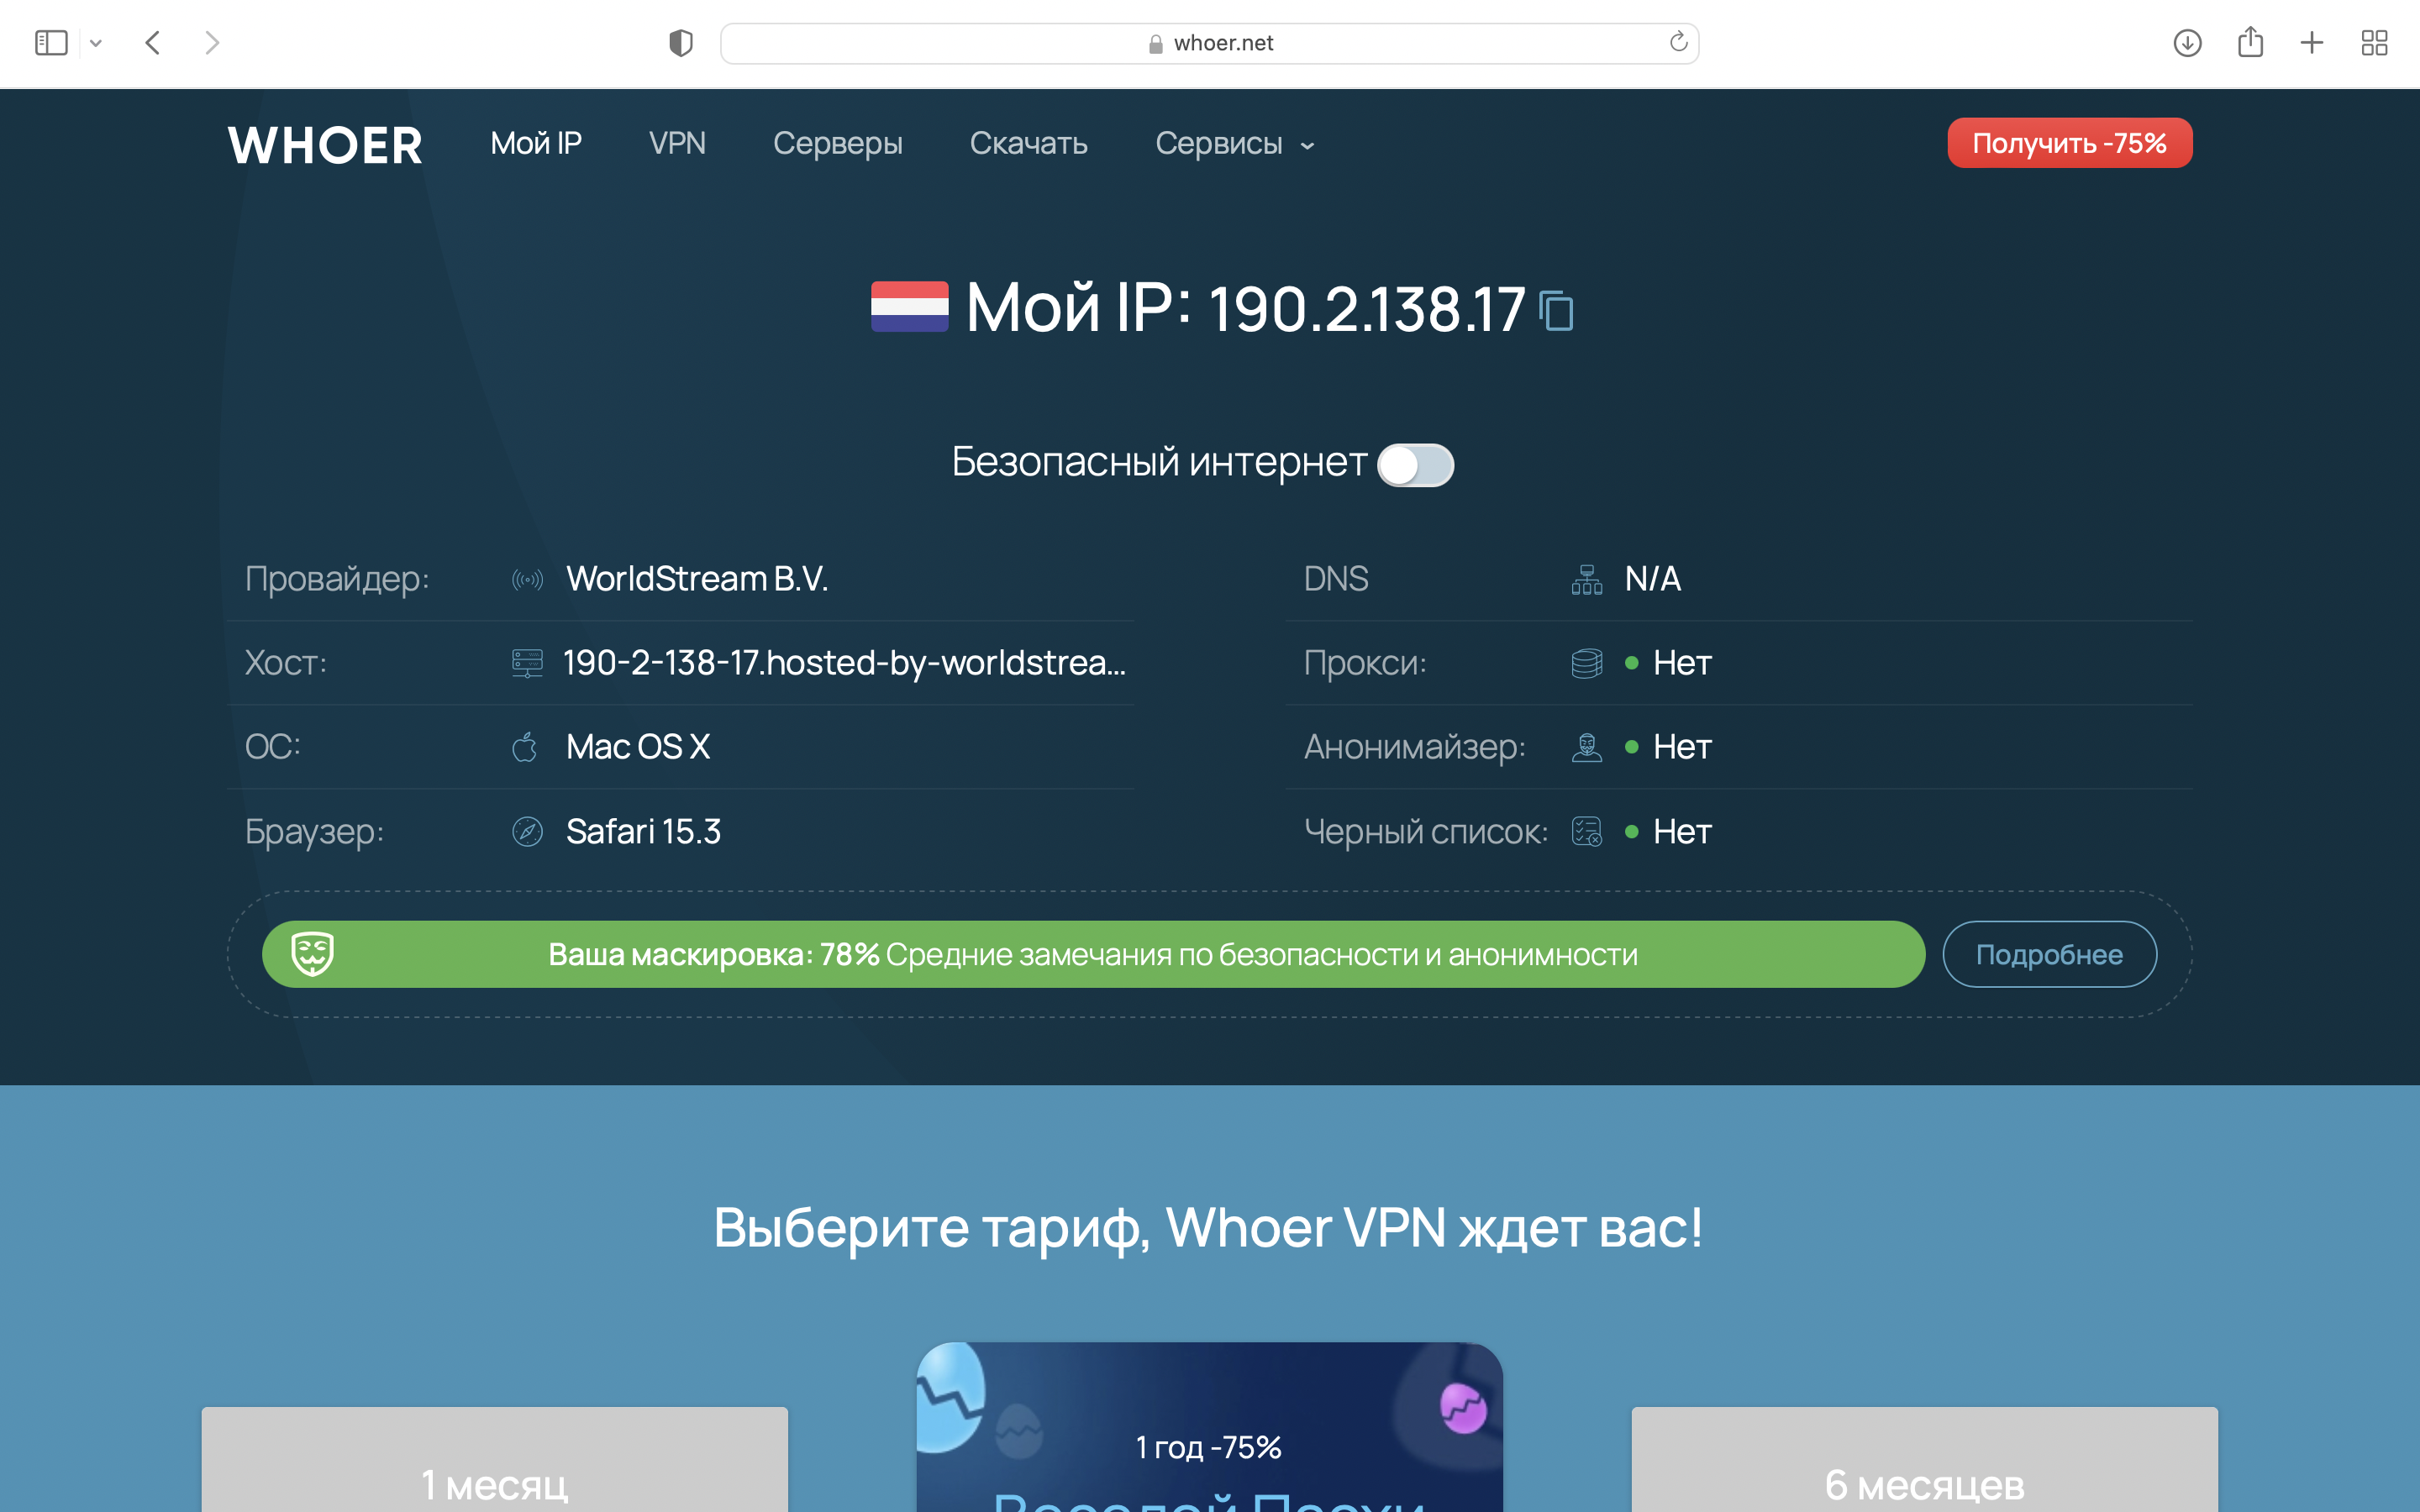 whoer.net
WHOER Мой IP VPN Серверы Скачать Сервисы Получить -75%
Мой IP: 190.2.138.17
Безопасный интернет
Провайдер: WorldStream B.V.
DNS N/A
Хост: 190-2-138-17.hosted-by-worldstrea...
Прокси: Нет
ОС: Mac OS X
Анонимайзер: Нет
Браузер: Safari 15.3
Черный список: Нет
Ваша маскировка: 78% Средние замечания по безопасности и анонимности
Подробнее
Выберите тариф, Whoer VPN ждет вас!
1 месяц
1 год -75%
6 месяцев